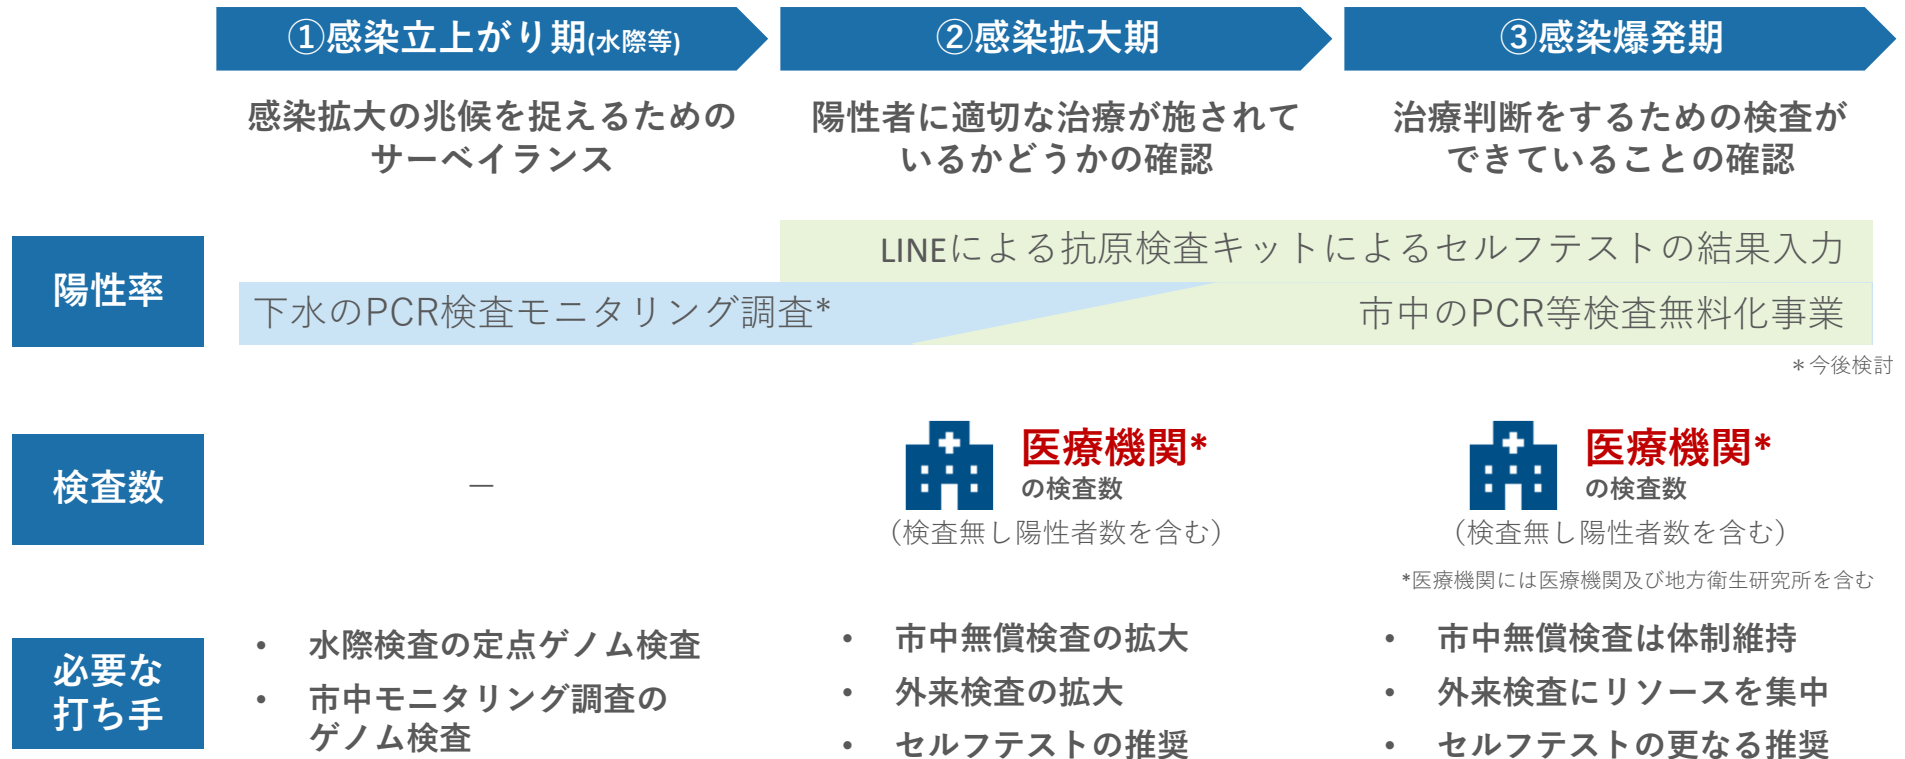 ①感染立上がり期(水際等)
②感染拡大期
③感染爆発期
感染拡大の兆候を捉えるための
サーベイランス
陽性者に適切な治療が施されて
いるかどうかの確認
治療判断をするための検査が
できていることの確認
陽性率
LINEによる抗原検査キットによるセルフテストの結果入力
下水のPCR検査モニタリング調査*
市中のPCR等検査無料化事業
＊今後検討
検査数
－
医療機関*
の検査数
（検査無し陽性者数を含む）
医療機関*
の検査数
（検査無し陽性者数を含む）
*医療機関には医療機関及び地方衛生研究所を含む
必要な
打ち手
• 水際検査の定点ゲノム検査
• 市中モニタリング調査の
ゲノム検査
• 市中無償検査の拡大
• 外来検査の拡大
• セルフテストの推奨
• 市中無償検査は体制維持
• 外来検査にリソースを集中
• セルフテストの更なる推奨